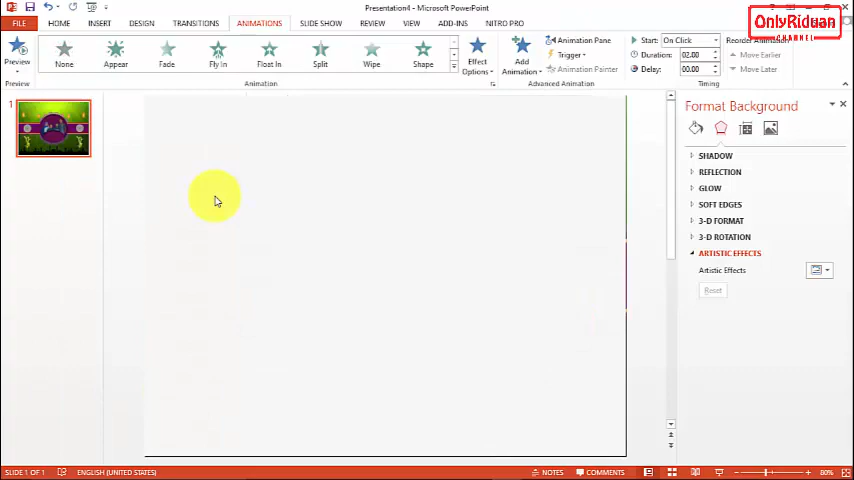 Presentation4 - Microsoft PowerPoint
OnlyRiduan
CHANNEL
FILE
HOME
INSERT
DESIGN
TRANSITIONS
ANIMATIONS
SLIDE SHOW
REVIEW
VIEW
ADD-INS
NITRO PRO
Preview
None
Appear
Fade
Fly In
Float In
Split
Wipe
Shape
Effect Options
Add Animation
Animation Pane
Trigger
Animation Painter
Start: On Click
Duration: 02.00
Delay: 00.00
Reorder Animation
Move Earlier
Move Later
Preview
Animation
Advanced Animation
Timing
1
Format Background
SHADOW
REFLECTION
GLOW
SOFT EDGES
3-D FORMAT
3-D ROTATION
ARTISTIC EFFECTS
Artistic Effects
Reset
SLIDE 1 OF 1
ENGLISH (UNITED STATES)
NOTES
COMMENTS
80%